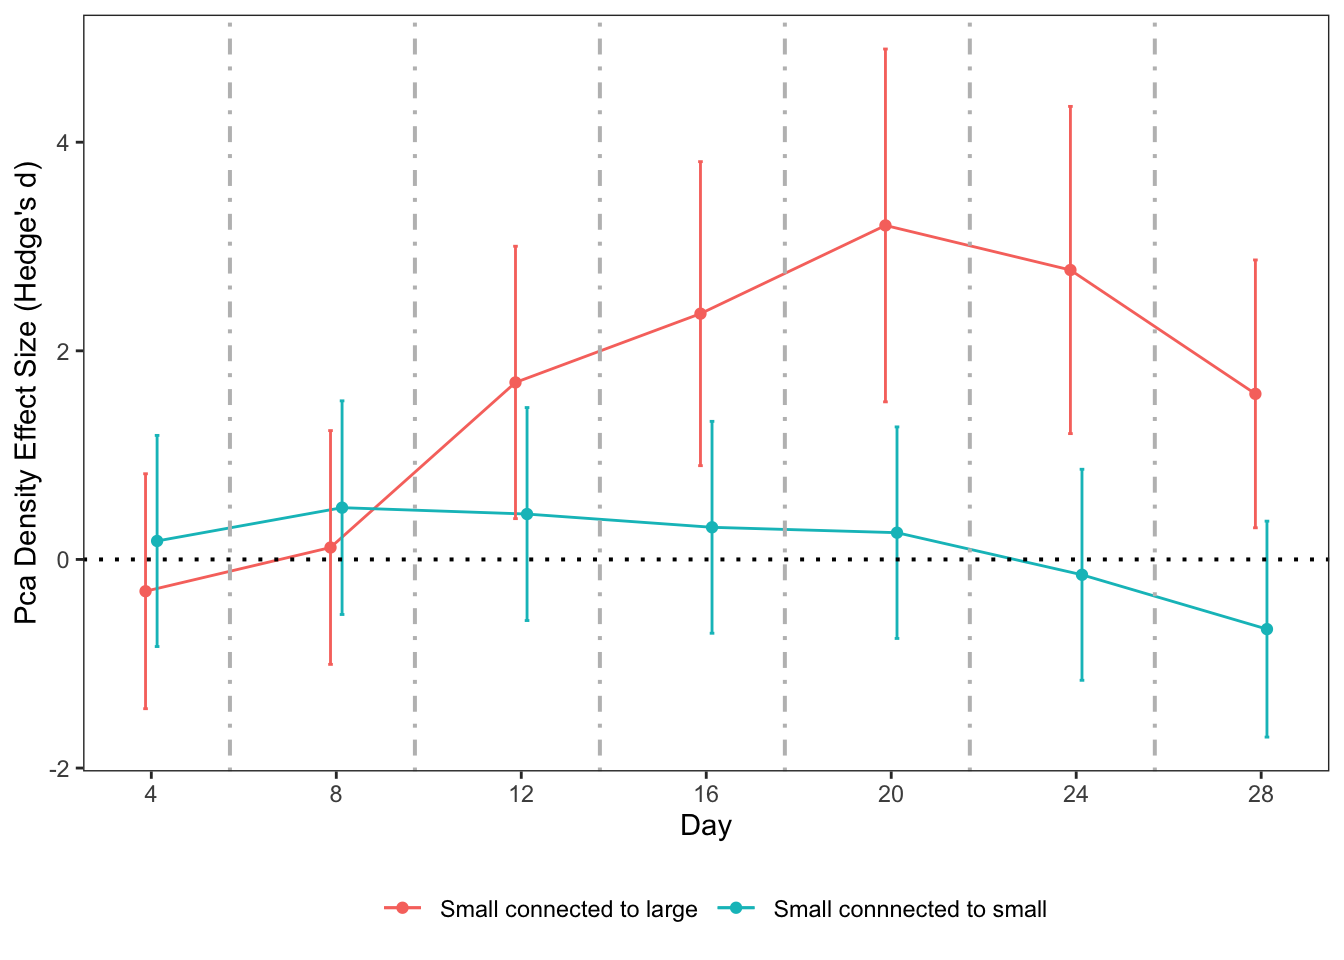 Pca Density Effect Size (Hedge's d)
4
2
0
-2
4 8 12 16 20 24 28
Day
Small connected to large Small connnected to small